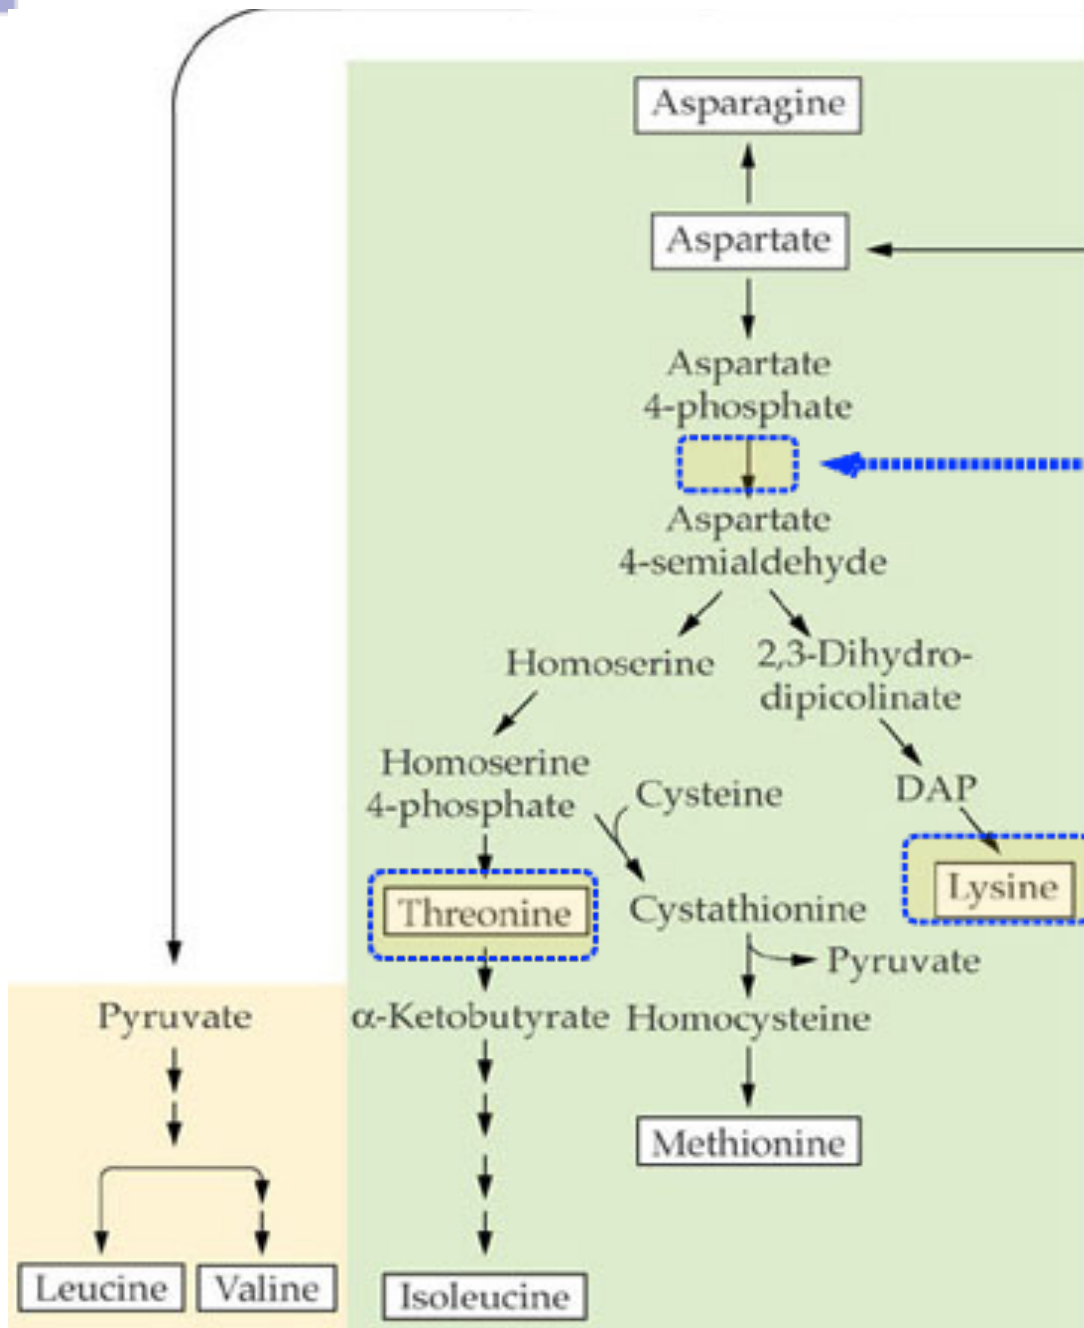 Asparagine
Aspartate
Aspartate
4-phosphate
Aspartate
4-semialdehyde
Homoserine
2,3-Dihydro-
dipicolinate
Homoserine
4-phosphate
Cysteine
DAP
Threonine
Cystathionine
Lysine
Pyruvate
Pyruvate
α-Ketobutyrate
Homocysteine
Methionine
Leucine
Valine
Isoleucine